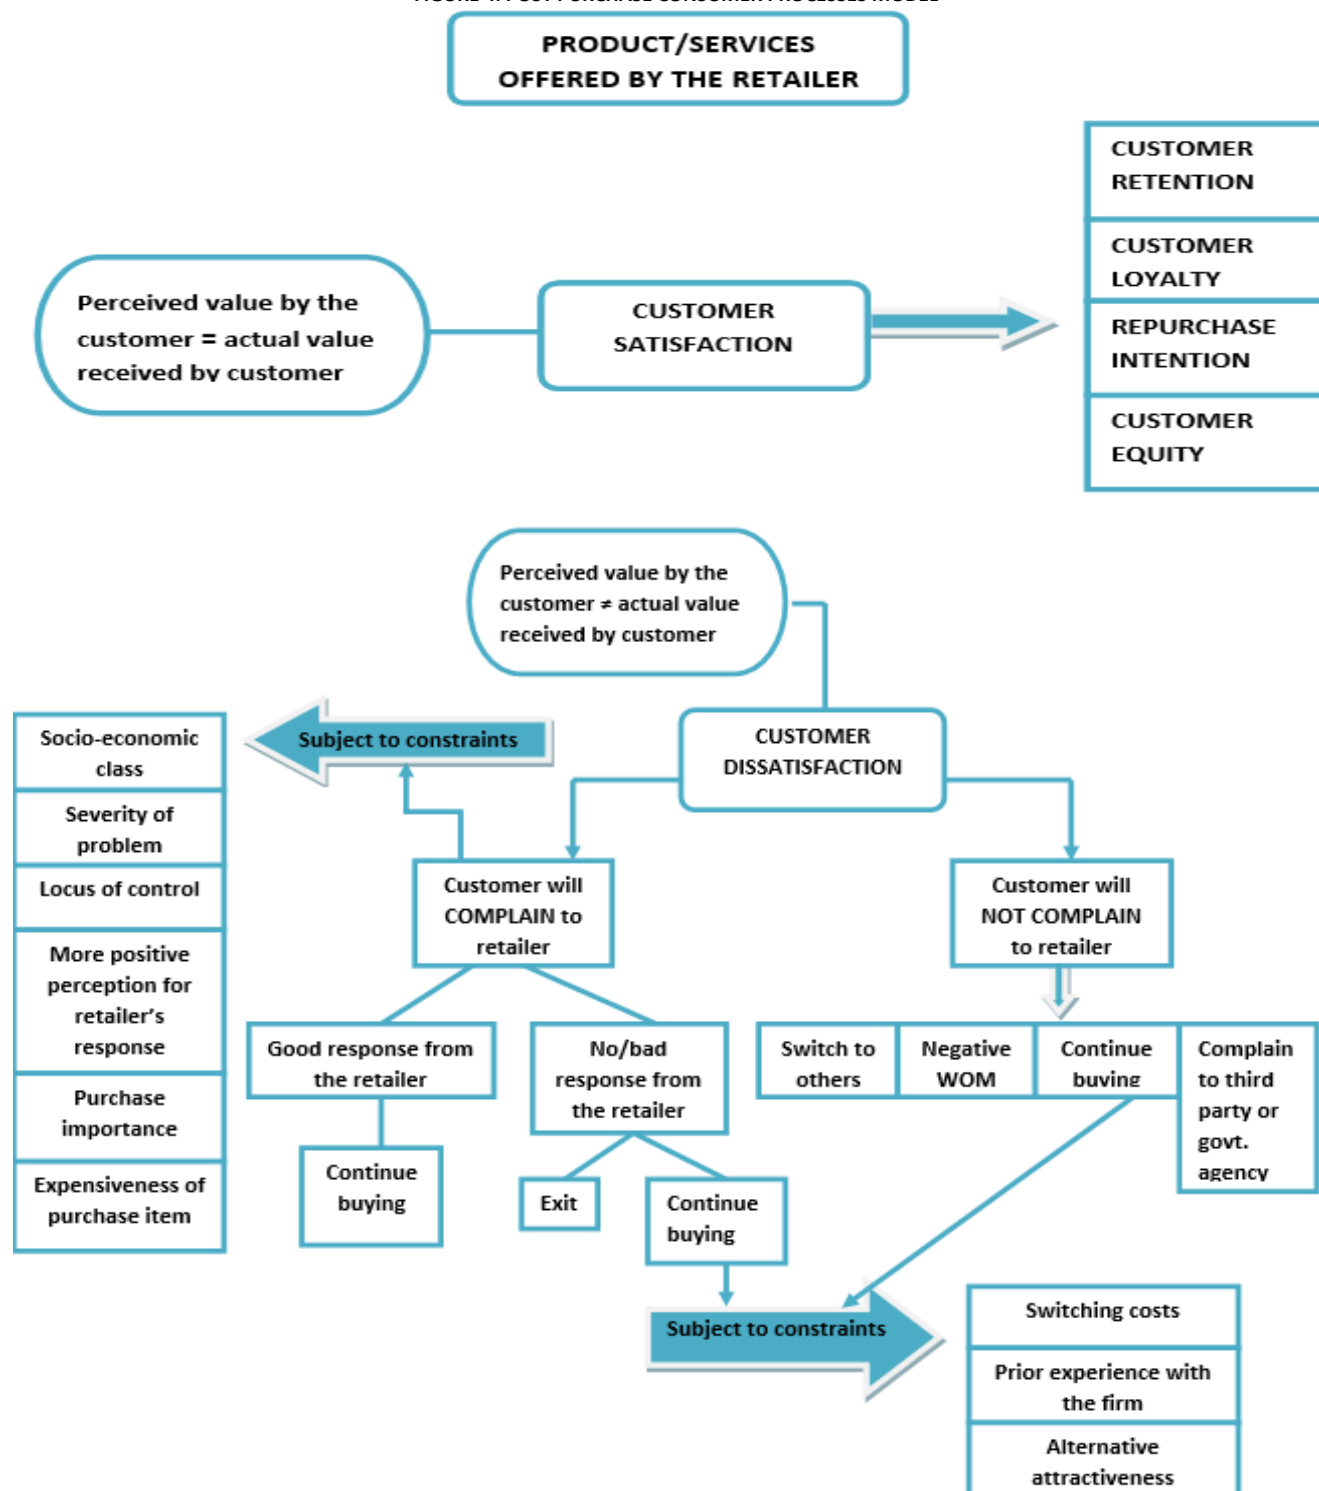 PRODUCT/SERVICES
OFFERED BY THE RETAILER
CUSTOMER
RETENTION
CUSTOMER
LOYALTY
REPURCHASE
INTENTION
CUSTOMER
EQUITY
Perceived value by the
customer = actual value
received by customer
CUSTOMER
SATISFACTION
Perceived value by the
customer ≠ actual value
received by customer
CUSTOMER
DISSATISFACTION
Subject to constraints
Socio-economic
class
Severity of
problem
Locus of control
More positive
perception for
retailer's
response
Purchase
importance
Expensiveness of
purchase item
Customer will
COMPLAIN to
retailer
Customer will
NOT COMPLAIN
to retailer
Good response from
the retailer
No/bad
response from
the retailer
Switch to
others
Negative
WOM
Continue
buying
Complain
to third
party or
govt.
agency
Continue
buying
Exit
Continue
buying
Subject to constraints
Switching costs
Prior experience with
the firm
Alternative
attractiveness